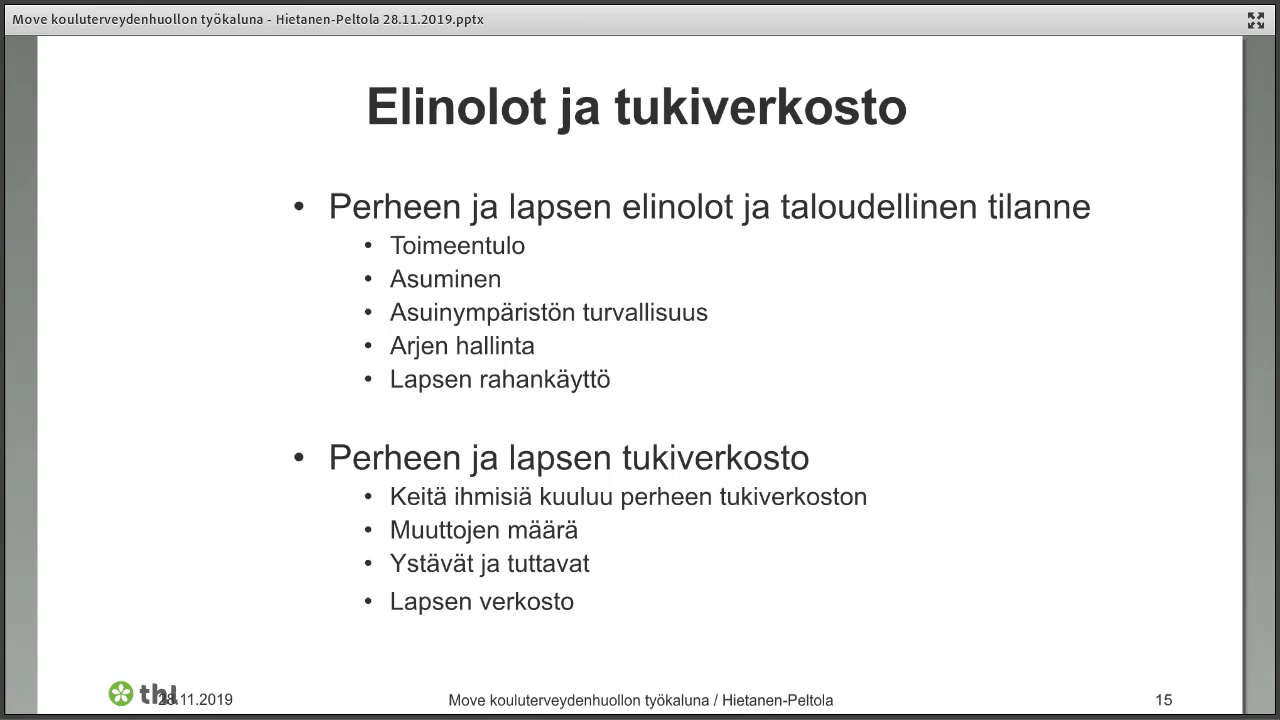 Move kouluterveydenhuollon työkaluna - Hietanen-Peltola 28.11.2019.pptx
Elinolot ja tukiverkosto
• Perheen ja lapsen elinolot ja taloudellinen tilanne
• Toimeentulo
• Asuminen
• Asuinympäristön turvallisuus
• Arjen hallinta
• Lapsen rahankäyttö
• Perheen ja lapsen tukiverkosto
• Keitä ihmisiä kuuluu perheen tukiverkoston
• Muuttojen määrä
• Ystävät ja tuttavat
• Lapsen verkosto
thl
28.11.2019 Move kouluterveydenhuollon työkaluna / Hietanen-Peltola 15